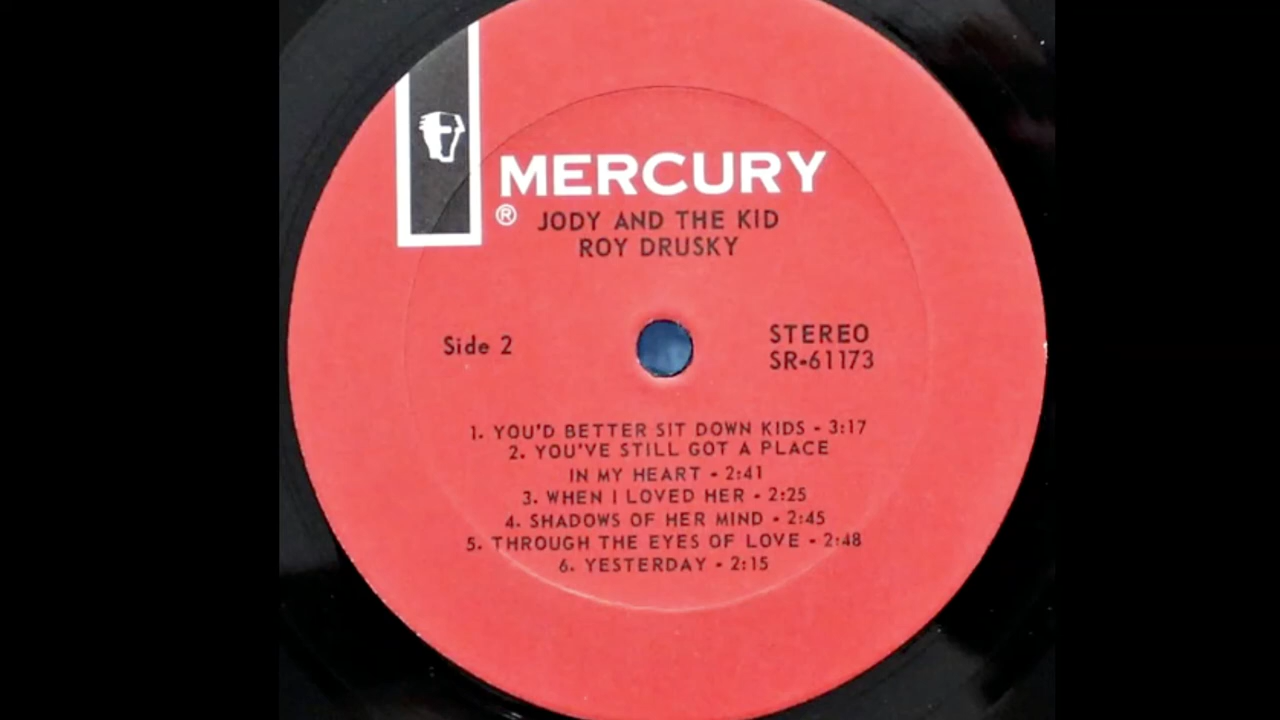 MERCURY
® JODY AND THE KID
ROY DRUSKY
Side 2
STEREO
SR-61173
1. YOU'D BETTER SIT DOWN KIDS - 3:17
2. YOU'VE STILL GOT A PLACE
IN MY HEART - 2:41
3. WHEN I LOVED HER - 2:25
4. SHADOWS OF HER MIND - 2:45
5. THROUGH THE EYES OF LOVE - 2:48
6. YESTERDAY - 2:15